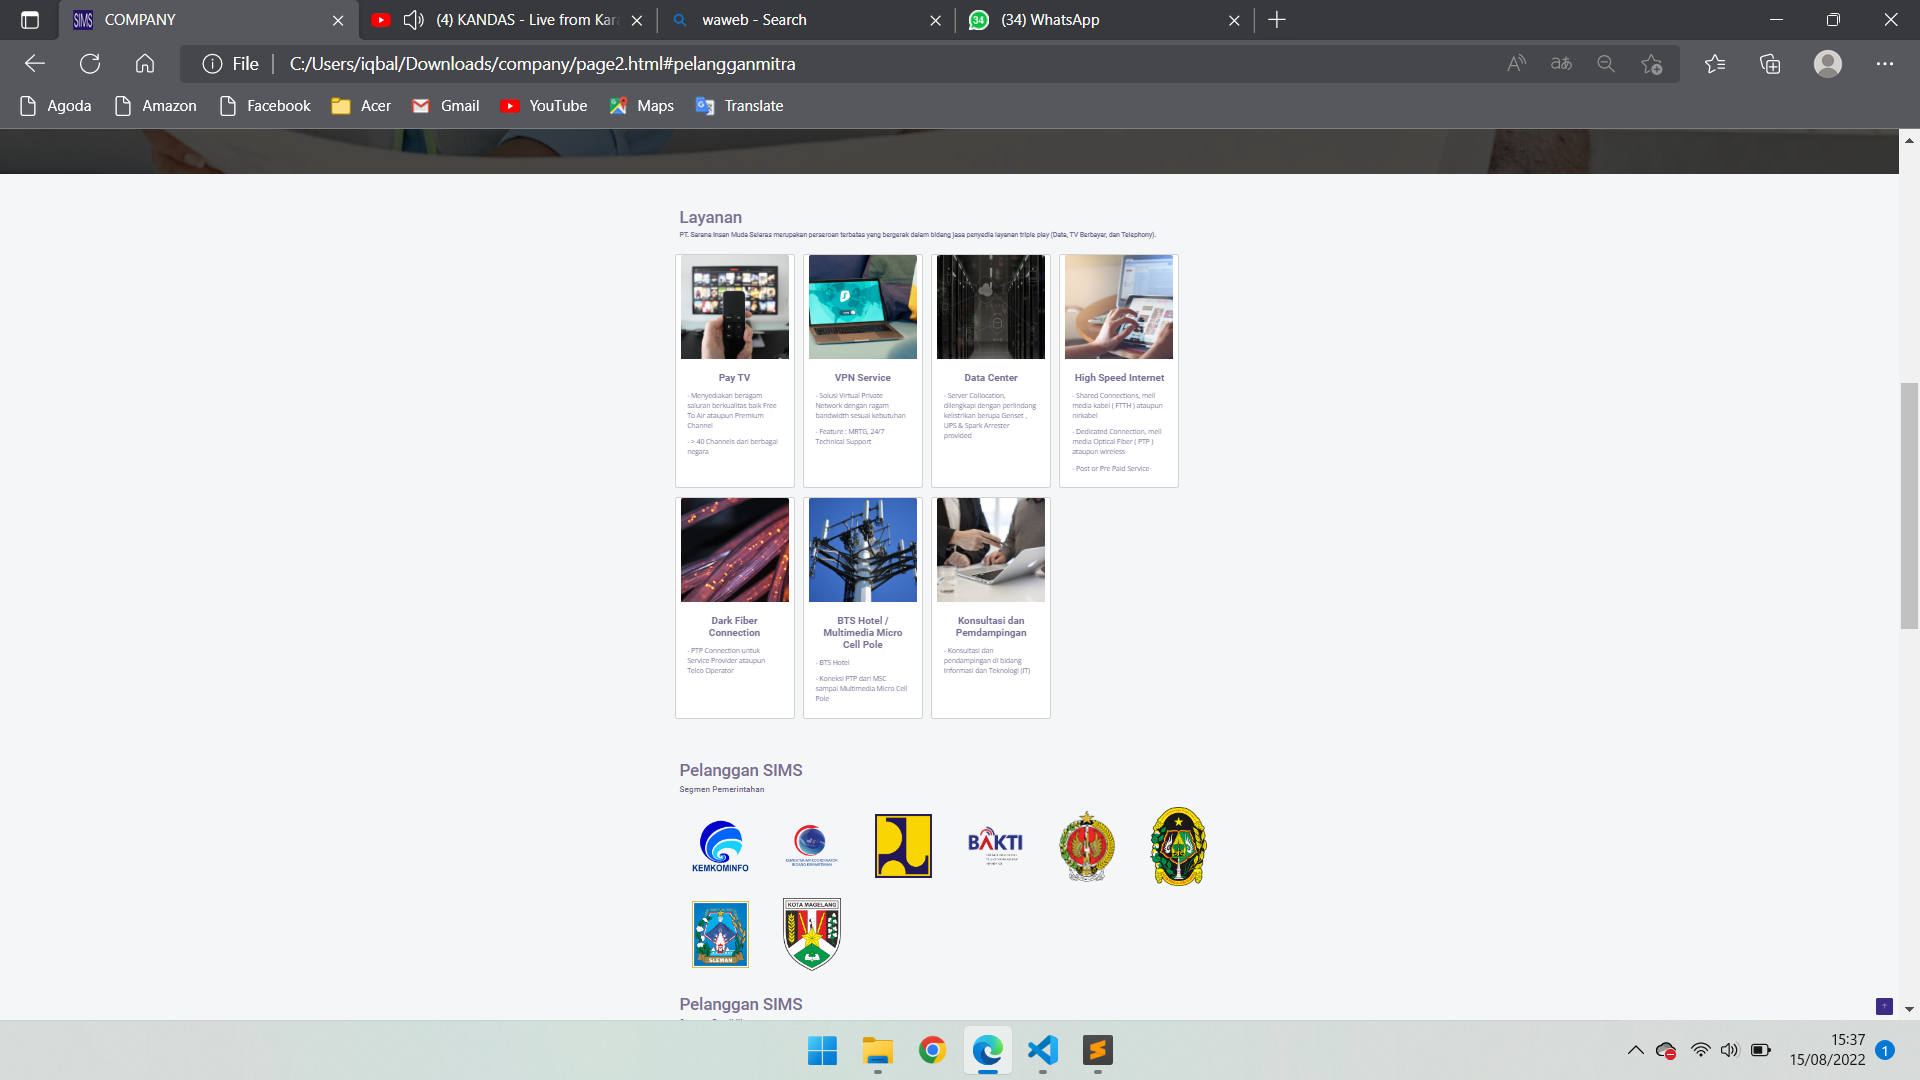 SIMS COMPANY
(4) KANDAS - Live from Kar
waweb - Search
34 (34) WhatsApp
File C:/Users/iqbal/Downloads/company/page2.html#pelangganmitra
Agoda Amazon Facebook Acer Gmail YouTube Maps Translate
Layanan
PT. Sarana Insan Muda Selaras merupakan perseroan terbatas yang bergerak dalam bidang jasa penyedia layanan triple play (Data, TV Berbayar, dan Telephony).
Pay TV
- Menyediakan beragam
saluran berkualitas baik Free
To Air ataupun Premium
Channel
- > 40 Channels dari berbagai
negara
VPN Service
- Solusi Virtual Private
Network dengan ragam
bandwidth sesuai kebutuhan
- Feature : MRTG, 24/7
Technical Support
Data Center
- Server Collocation,
dilengkapi dengan perlindang
kelistrikan berupa Genset ,
UPS & Spark Arrester
provided
High Speed Internet
- Shared Connections, mell
media kabel ( FTTH ) ataupun
nirkabel
- Dedicated Connection, mell
media Optical Fiber ( PTP )
ataupun wireless
- Post or Pre Paid Service
Dark Fiber
Connection
- PTP Connection untuk
Service Provider ataupun
Telco Operator
BTS Hotel /
Multimedia Micro
Cell Pole
- BTS Hotel
- Koneksi PTP dari MSC
sampai Multimedia Micro Cell
Pole
Konsultasi dan
Pemdampingan
- Konsultasi dan
pendampingan di bidang
Informasi dan Teknologi (IT)
Pelanggan SIMS
Segmen Pemerintahan
KEMKOMINFO
BAKTI
SLEMAN
KOTA MAGELANG
Pelanggan SIMS
15:37
15/08/2022
1